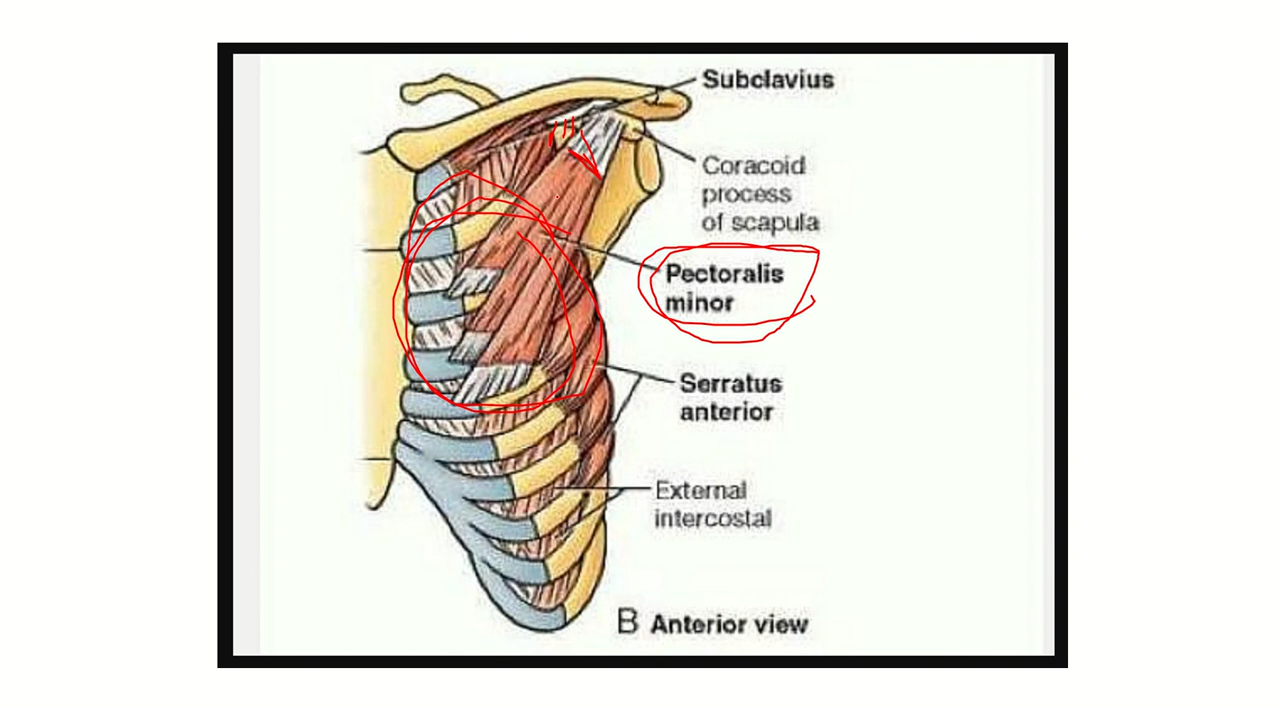 Subclavius
Coracoid
process
of scapula
Pectoralis
minor
Serratus
anterior
External
intercostal
B Anterior view